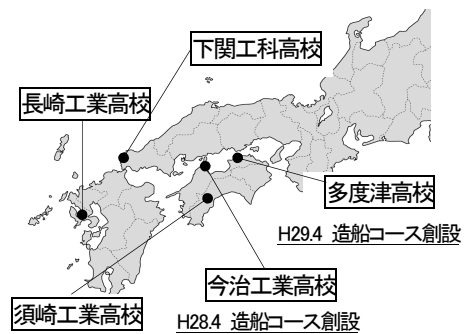 下関工科高校
長崎工業高校
多度津高校
H29.4 造船コース創設
今治工業高校
H28.4 造船コース創設
須崎工業高校